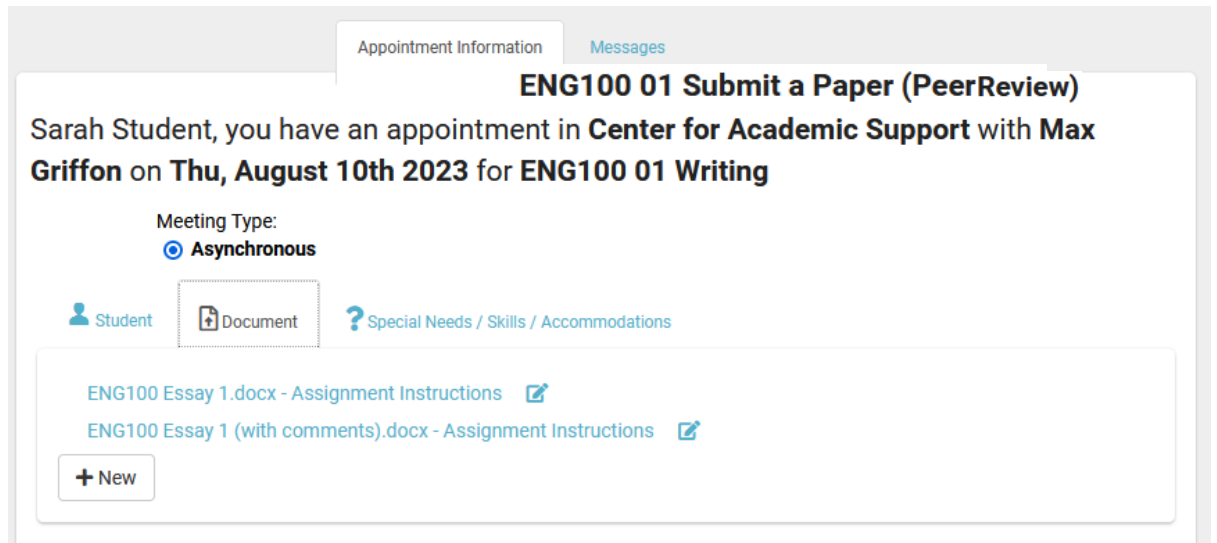 Appointment Information Messages
ENG100 01 Submit a Paper (PeerReview)
Sarah Student, you have an appointment in Center for Academic Support with Max
Griffon on Thu, August 10th 2023 for ENG100 01 Writing
Meeting Type:
Asynchronous
Student Document Special Needs / Skills / Accommodations
ENG100 Essay 1.docx - Assignment Instructions
ENG100 Essay 1 (with comments).docx - Assignment Instructions
+ New